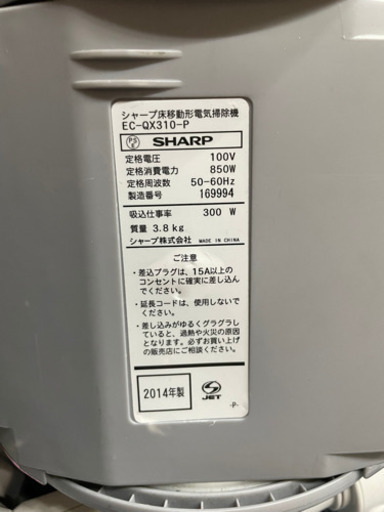 シャープ床移動形電気掃除機
EC-QX310-P
PS E SHARP
定格電圧 100V
定格消費電力 850W
定格周波数 50-60Hz
製造番号 169994
吸込仕事率 300 W
質量 3.8 kg
シャープ株式会社 MADE IN CHINA
ご注意
・差込プラグは、15A以上の
コンセントに確実に差し込ん
でください。
・延長コードは、使用しないで
ください。
・差し込みがゆるくグラグラし
ていると、過熱や火災の原因
となります。必ずお買い上げ
の販売店にご相談ください。
2014年製
S JET
-P-